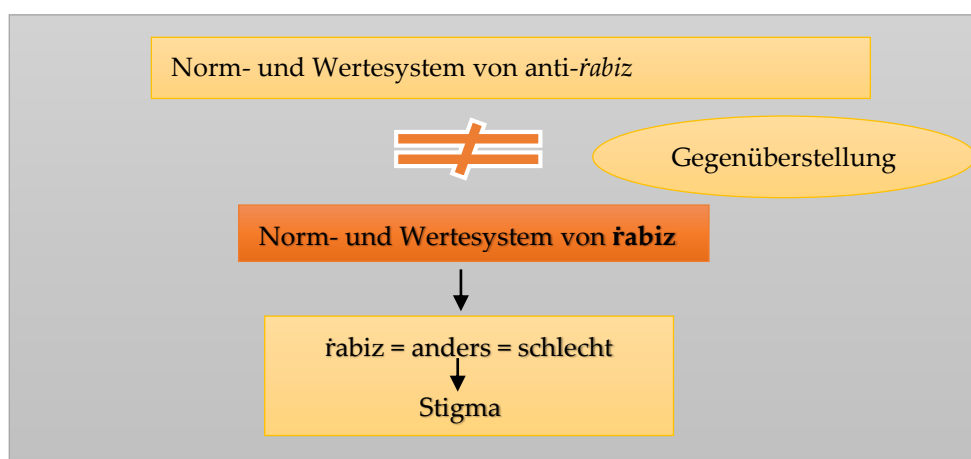 Norm- und Wertesystem von anti-ṙabiz
Gegenüberstellung
Norm- und Wertesystem von ṙabiz
ṙabiz = anders = schlecht
Stigma